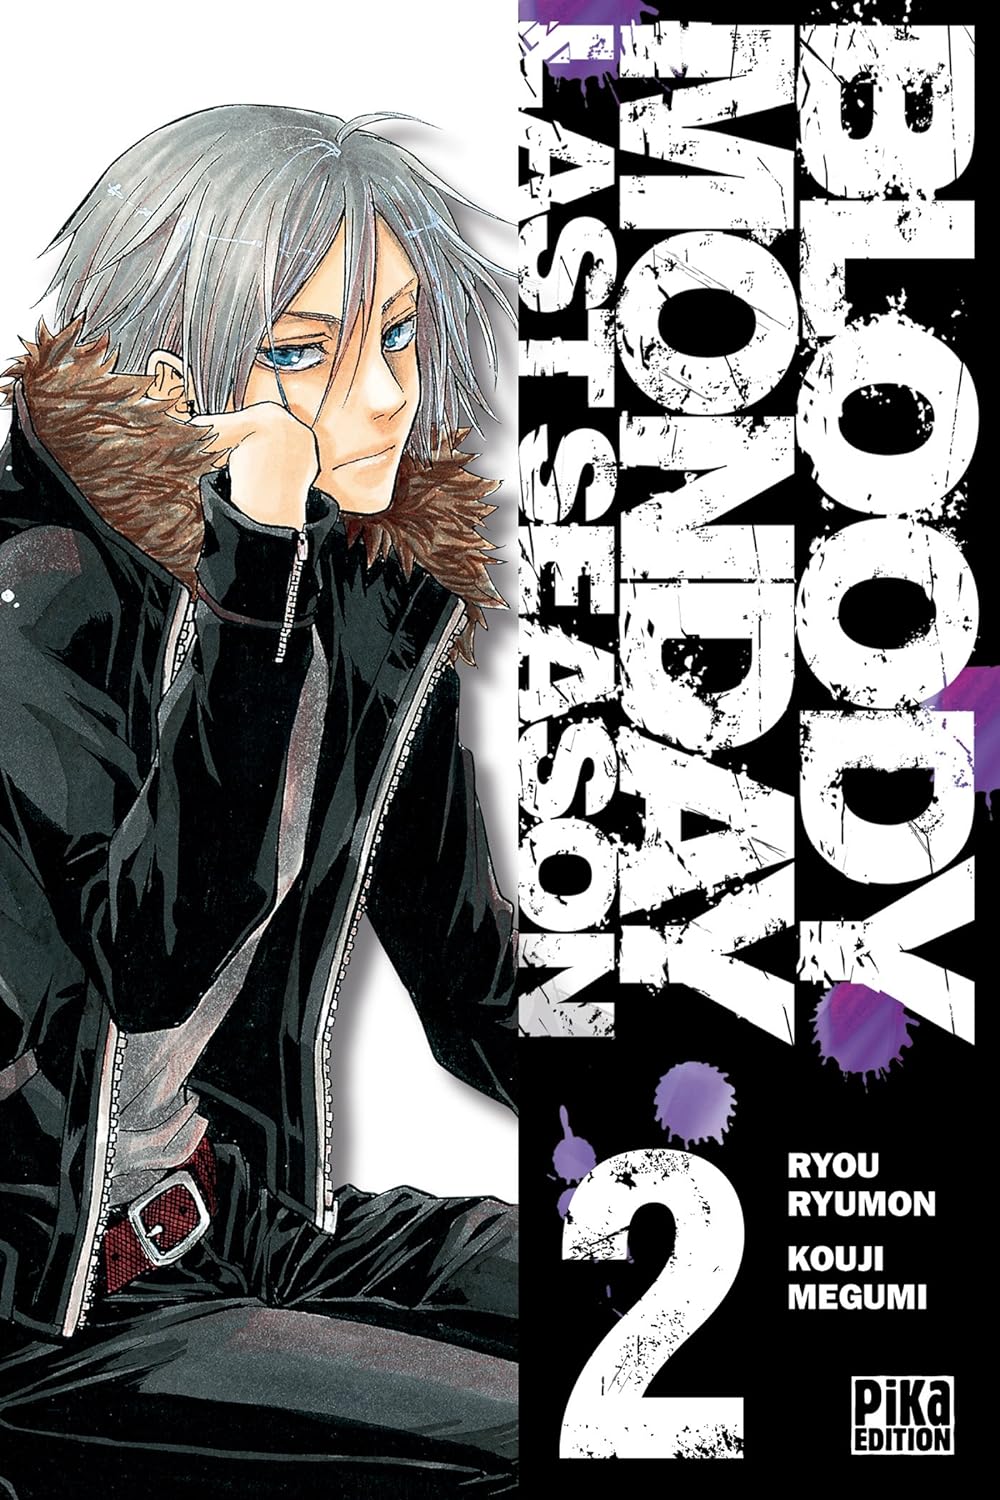 BLOODY
MONDAY
LAST SEASON
2
RYOU
RYUMON
KOUJI
MEGUMI
PiKa
EDITION